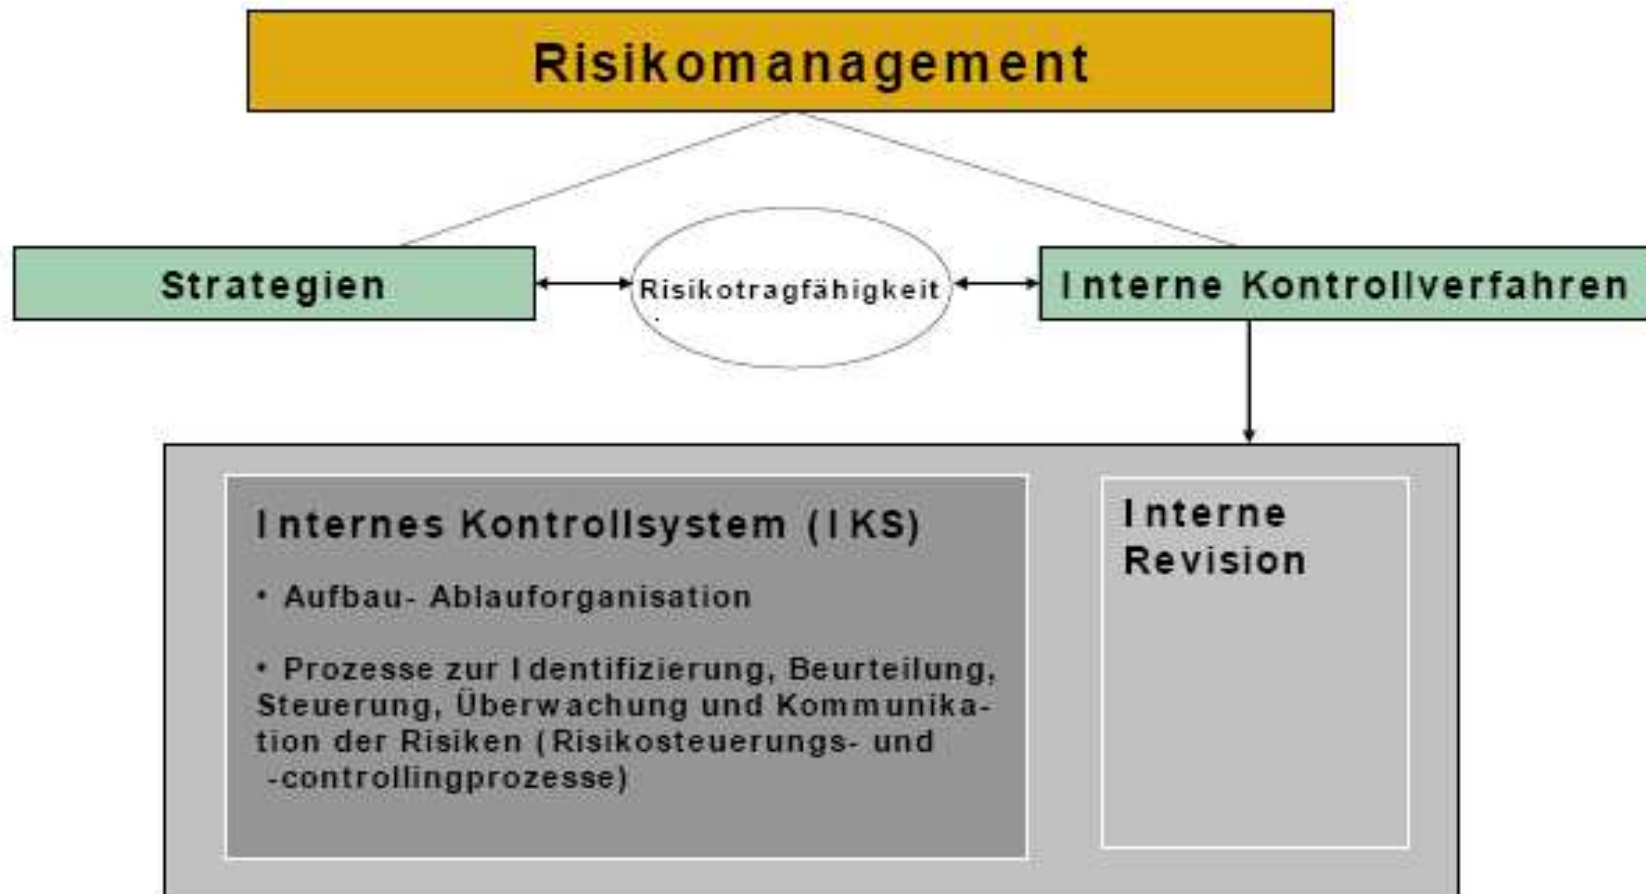 Risikomanagement
Strategien
Risikotragfähigkeit
.
Interne Kontrollverfahren
Internes Kontrollsystem (IKS)
• Aufbau- Ablauforganisation
• Prozesse zur Identifizierung, Beurteilung,
Steuerung, Überwachung und Kommunika-
tion der Risiken (Risikosteuerungs- und
-controllingprozesse)
Interne
Revision